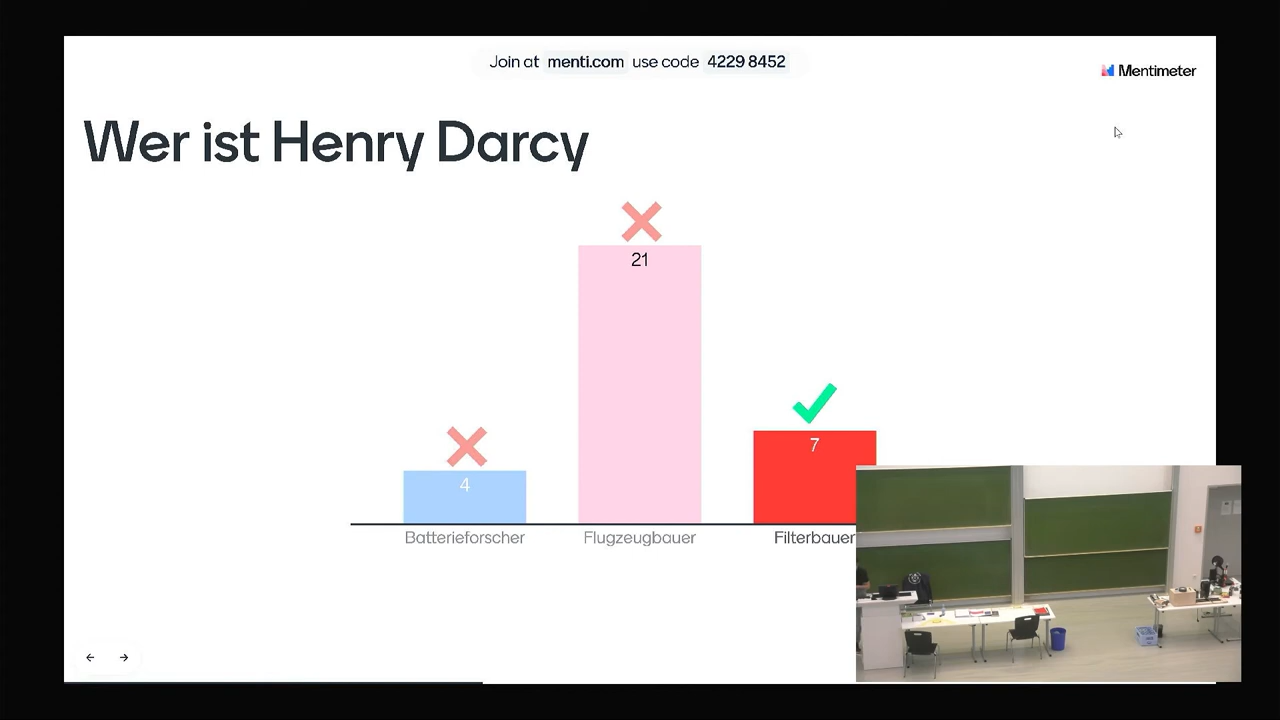 Join at menti.com use code 4229 8452
Mentimeter
Wer ist Henry Darcy
21
7
4
Batterieforscher
Flugzeugbauer
Filterbauer